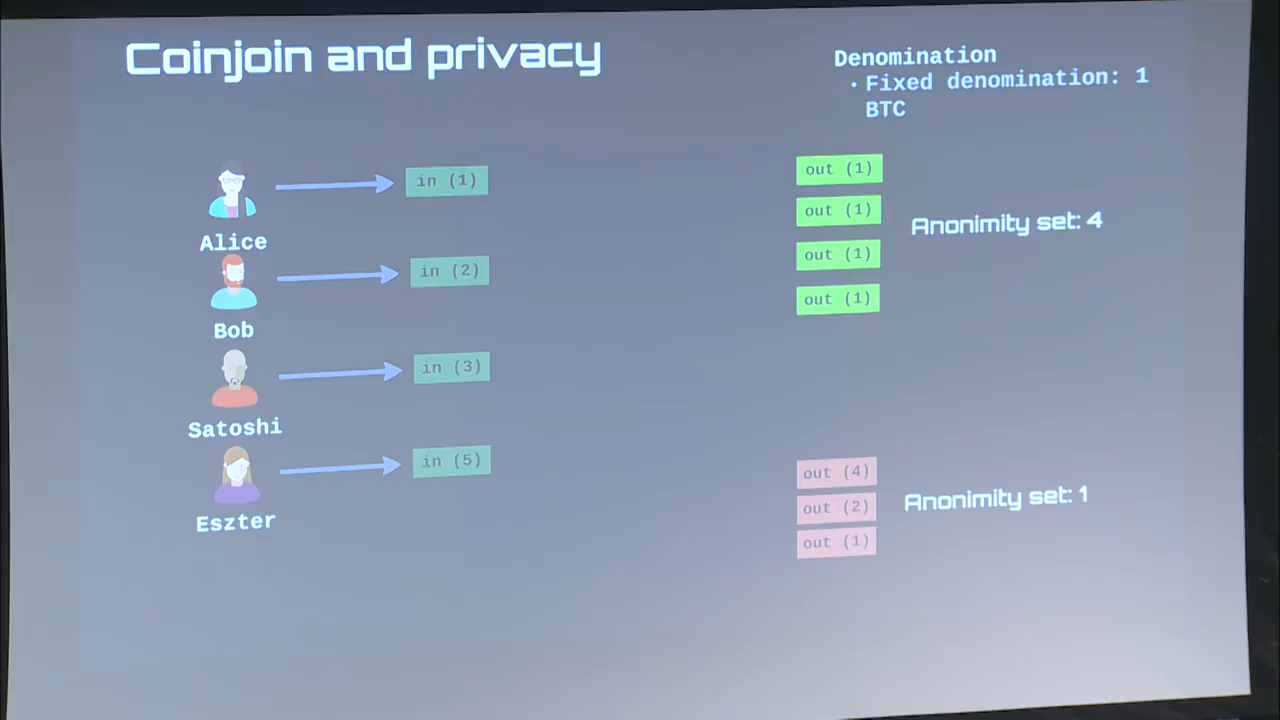 Coinjoin and privacy
Denomination
• Fixed denomination: 1
BTC
Alice
in (1)
Bob
in (2)
Satoshi
in (3)
Eszter
in (5)
out (1)
out (1)
out (1)
out (1)
Anonimity set: 4
out (4)
out (2)
out (1)
Anonimity set: 1